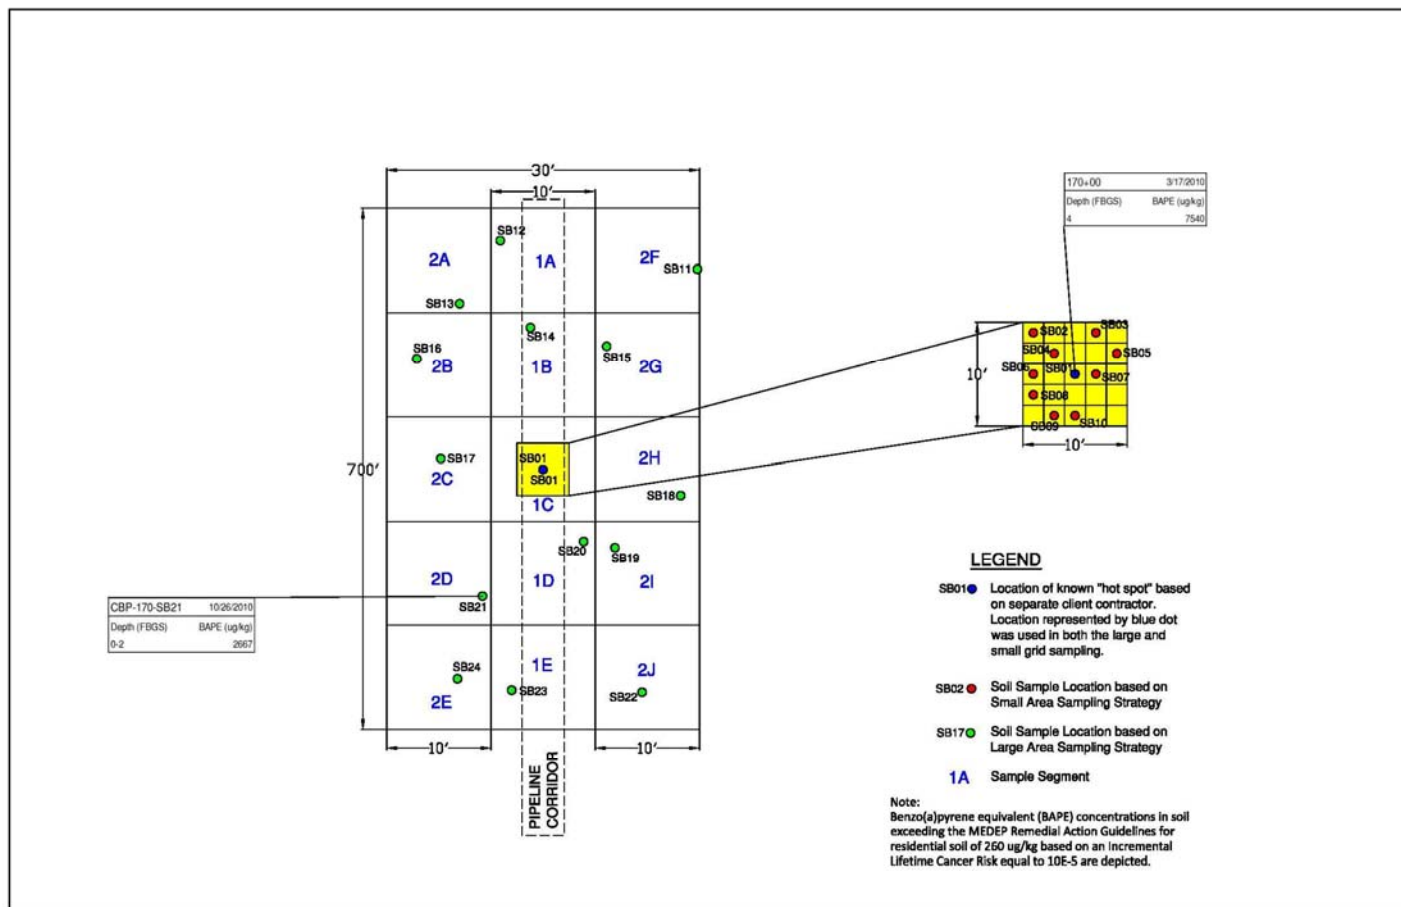 30'
10'
170+00 3/17/2010
Depth (FBGS) BAPE (ug/kg)
4 7540
SB12
2A
1A
2F
SB11
SB13
SB14
SB16
SB15
2B
1B
2G
SB02
SB03
SB04
SB05
SB06
SB01
SB07
SB08
SB09
SB10
10'
10'
700'
SB17
SB01
SB01
2H
2C
1C
SB18
SB20
SB19
2D
1D
2I
SB21
CBP-170-SB21 10/26/2010
Depth (FBGS) BAPE (ug/kg)
0-2 2667
SB24
1E
2J
SB23
SB22
2E
10'
10'
PIPELINE
CORRIDOR
LEGEND
SB01 Location of known "hot spot" based
on separate client contractor.
Location represented by blue dot
was used in both the large and
small grid sampling.
SB02 Soil Sample Location based on
Small Area Sampling Strategy
SB17 Soil Sample Location based on
Large Area Sampling Strategy
1A Sample Segment
Note:
Benzo(a)pyrene equivalent (BAPE) concentrations in soil
exceeding the MEDEP Remedial Action Guidelines for
residential soil of 260 ug/kg based on an Incremental
Lifetime Cancer Risk equal to 10E-5 are depicted.